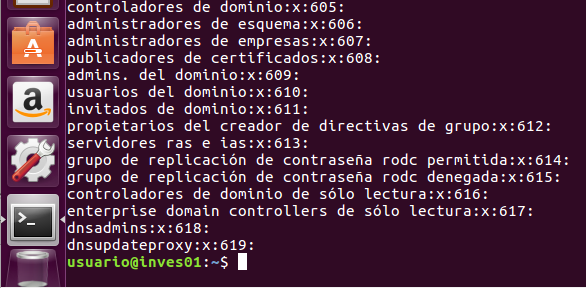 controladores de dominio:x:605:
administradores de esquema:x:606:
administradores de empresas:x:607:
publicadores de certificados:x:608:
admins. del dominio:x:609:
usuarios del dominio:x:610:
invitados de dominio:x:611:
propietarios del creador de directivas de grupo:x:612:
servidores ras e ias:x:613:
grupo de replicación de contraseña rodc permitida:x:614:
grupo de replicación de contraseña rodc denegada:x:615:
controladores de dominio de sólo lectura:x:616:
enterprise domain controllers de sólo lectura:x:617:
dnsadmins:x:618:
dnsupdateproxy:x:619:
usuario@inves01:~$